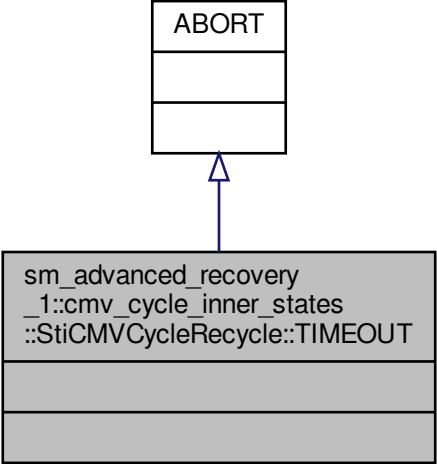 ABORT
sm_advanced_recovery
_1::cmv_cycle_inner_states
::StiCMVCycleRecycle::TIMEOUT